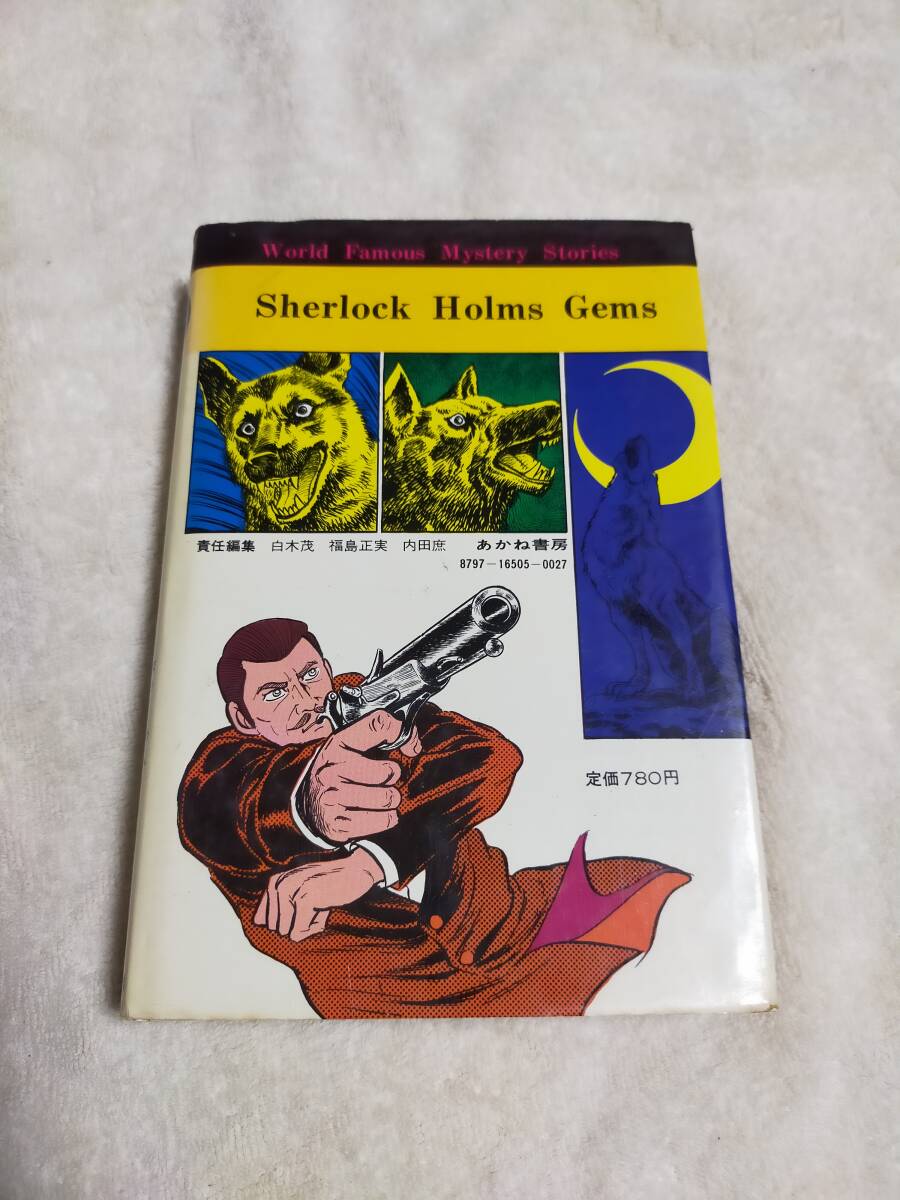 World Famous Mystery Stories
Sherlock Holms Gems
責任編集 白木茂 福島正実 内田庶 あかね書房
8797-16505-0027
定価780円